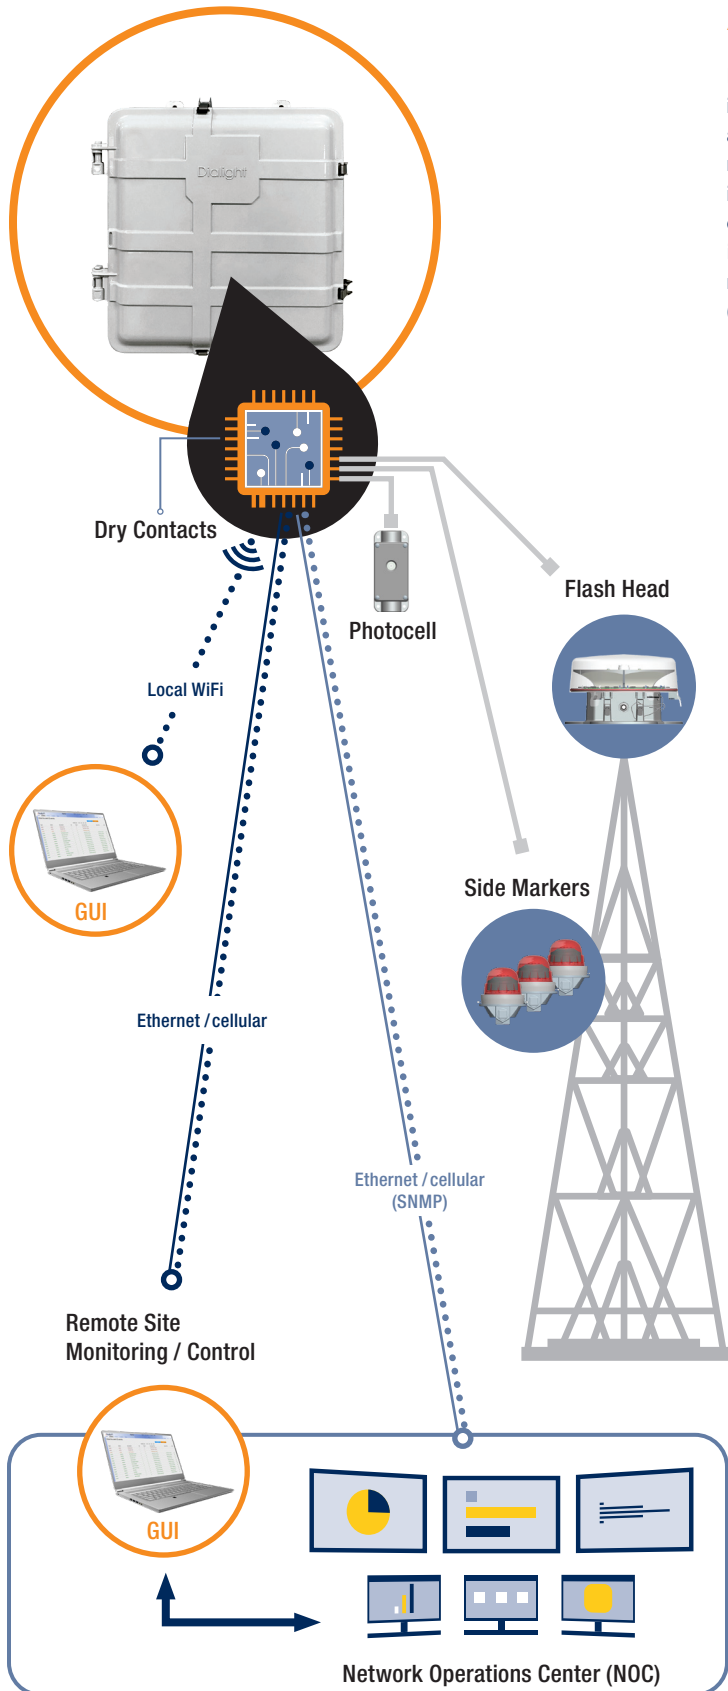 Dialight
Dry Contacts
Photocell
Flash Head
Local WiFi
GUI
Side Markers
Ethernet / cellular
Ethernet / cellular
(SNMP)
Remote Site
Monitoring / Control
GUI
Network Operations Center (NOC)